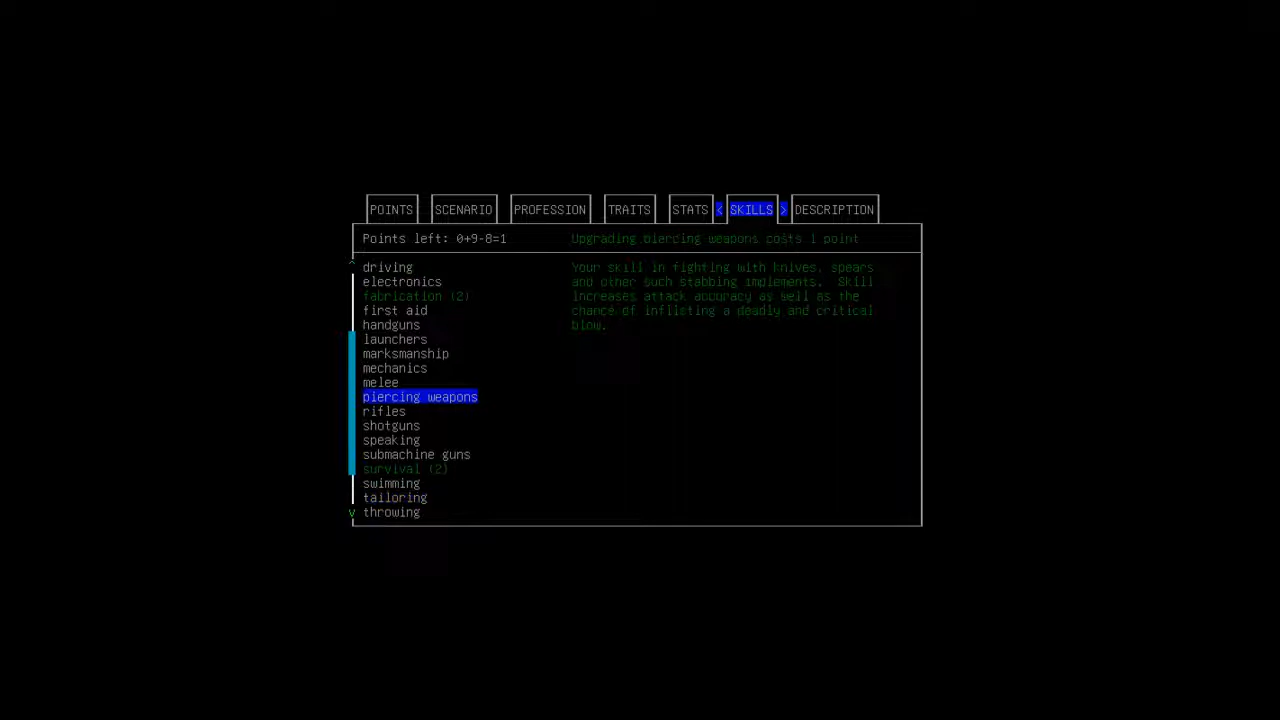 POINTS SCENARIO PROFESSION TRAITS STATS < SKILLS > DESCRIPTION
Points left: 0+9-8=1 Upgrading piercing weapons costs 1 point
^ driving Your skill in fighting with knives, spears
electronics and other such stabbing implements. Skill
fabrication (2) increases attack accuracy as well as the
first aid chance of inflicting a deadly and critical
handguns blow.
launchers
marksmanship
mechanics
melee
piercing weapons
rifles
shotguns
speaking
submachine guns
survival (2)
swimming
tailoring
v throwing